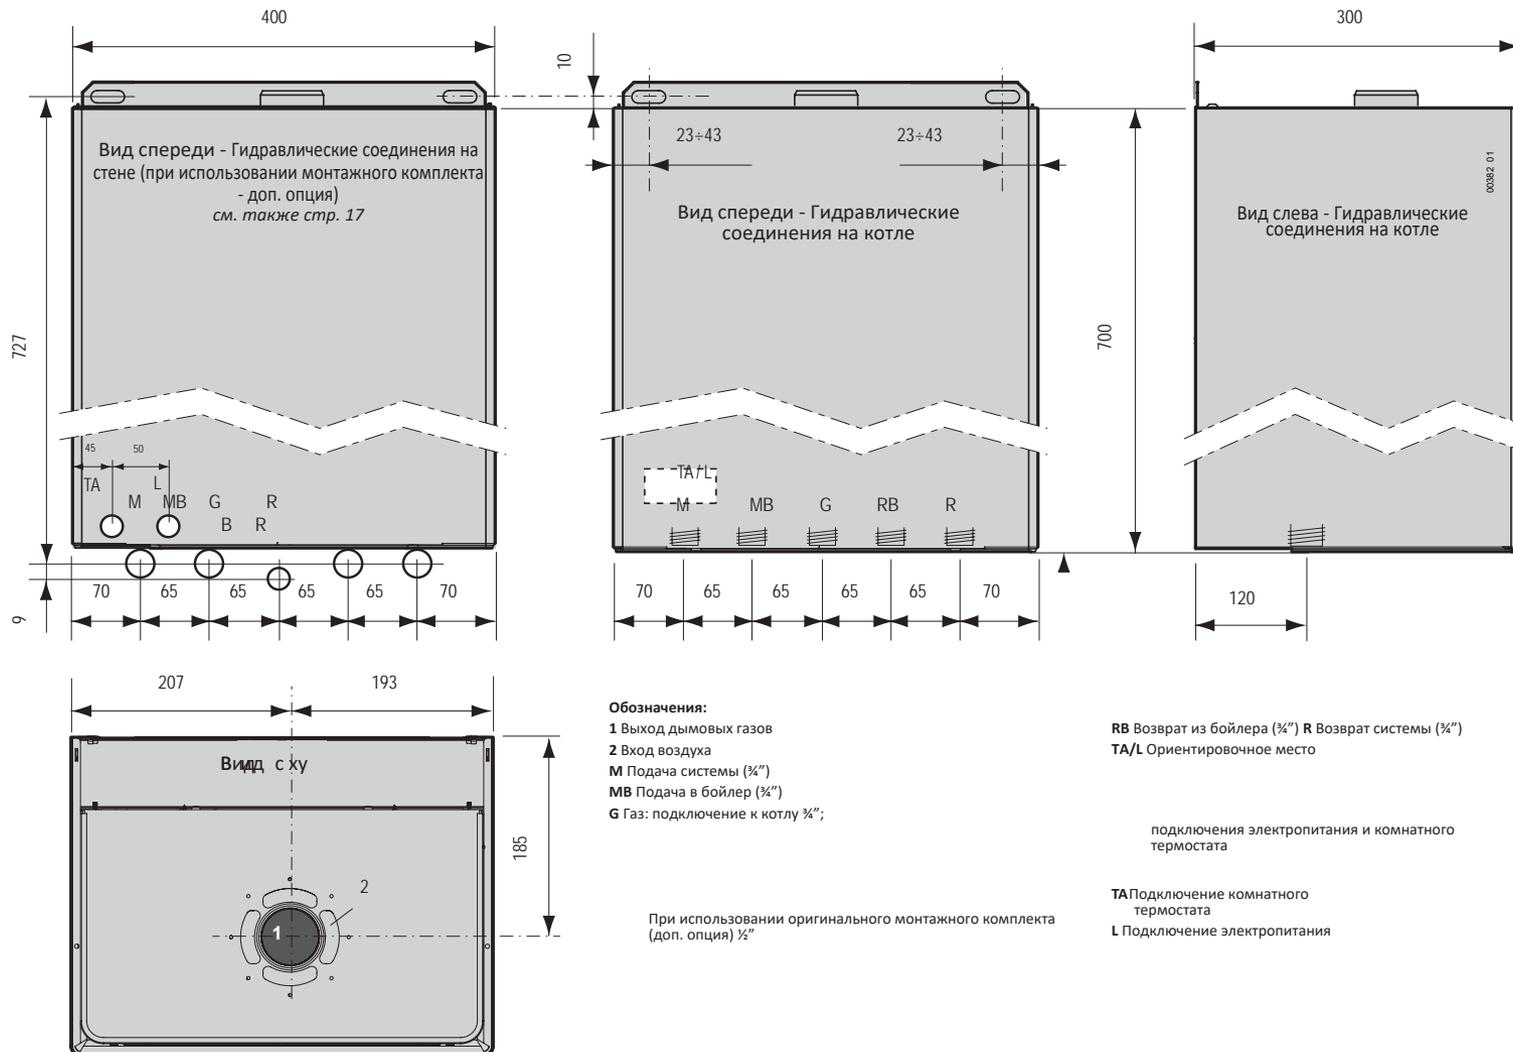 400
300
10
23÷43
23÷43
Вид спереди - Гидравлические соединения на
стене (при использовании монтажного комплекта
- доп. опция)
см. также стр. 17
Вид спереди - Гидравлические
соединения на котле
Вид слева - Гидравлические
соединения на котле
00382 01
727
700
45
50
TA
L
M MB G R
B R
TA/L
M MB G RB R
70 65 65 65 65 70
9
70 65 65 65 65 70
120
207
193
с ху
185
1
2
Обозначения:
1 Выход дымовых газов
2 Вход воздуха
M Подача системы (¾”)
MB Подача в бойлер (¾”)
G Газ: подключение к котлу ¾”;
При использовании оригинального монтажного комплекта
(доп. опция) ½”
RB Возврат из бойлера (¾”) R Возврат системы (¾”)
TA/L Ориентировочное место
подключения электропитания и комнатного
термостата
TAПодключение комнатного
термостата
L Подключение электропитания